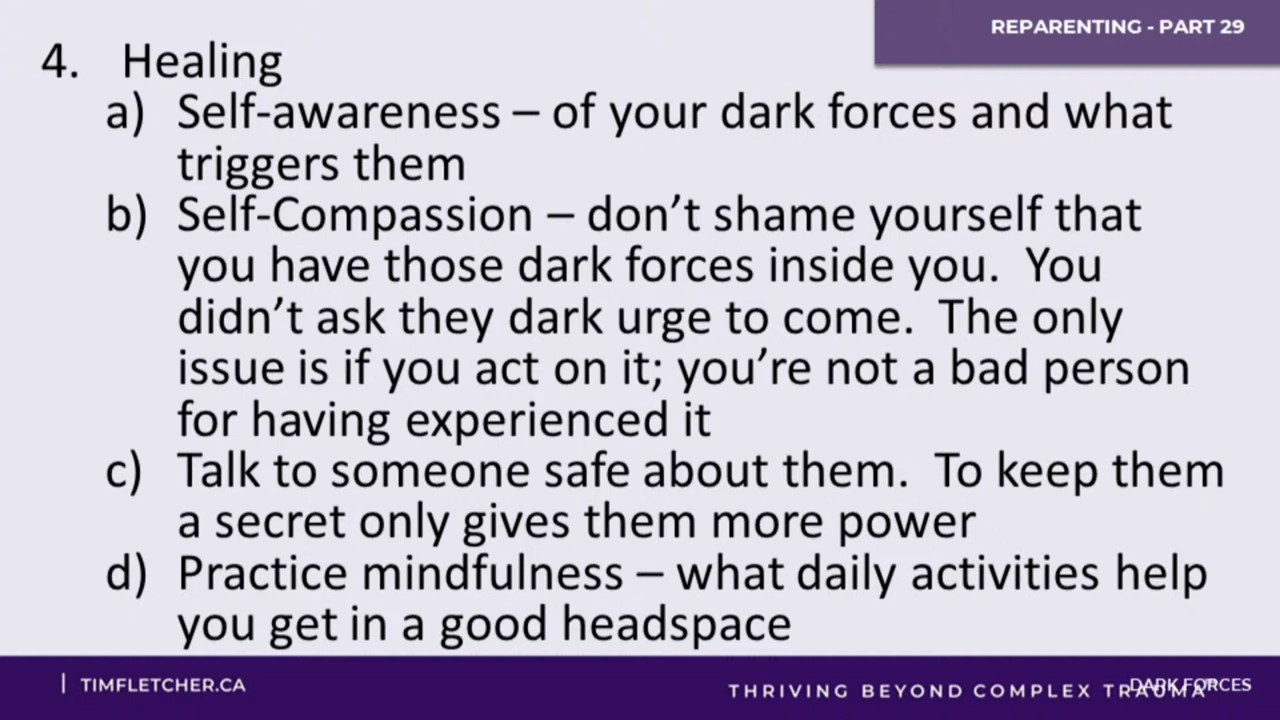 REPARENTING - PART 29
4. Healing
a) Self-awareness – of your dark forces and what
triggers them
b) Self-Compassion – don’t shame yourself that
you have those dark forces inside you. You
didn’t ask they dark urge to come. The only
issue is if you act on it; you’re not a bad person
for having experienced it
c) Talk to someone safe about them. To keep them
a secret only gives them more power
d) Practice mindfulness – what daily activities help
you get in a good headspace
| TIMFLETCHER.CA
THRIVING BEYOND COMPLEX TRAUMA
DARK FORCES